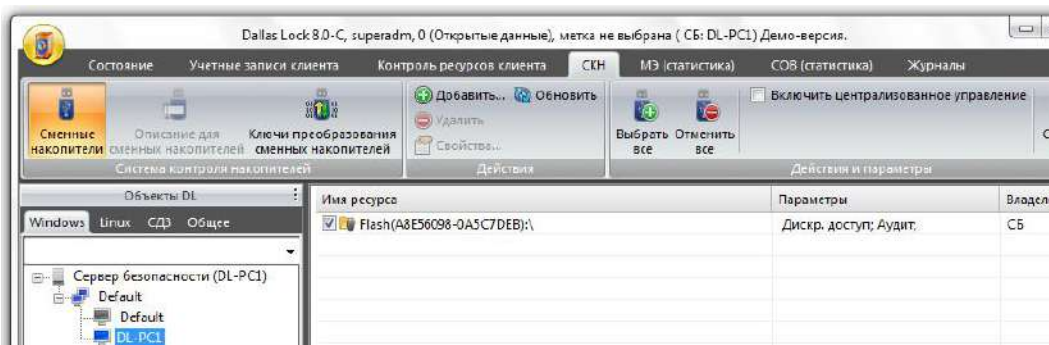 Dallas Lock 8.0-C, superadm, 0 (Открытые данные), метка не выбрана ( СБ: DL-PC1) Демо-версия.
Состояние Учетные записи клиента Контроль ресурсов клиента СКН МЭ (статистика) СОВ (статистика) Журналы
Сменные накопители
Описание для сменных накопителей
Ключи преобразования сменных накопителей
Система контроля накопителей
Добавить... Обновить
Удалить
Свойства...
Действия
Выбрать все
Отменить все
Включить централизованное управление
Действия и параметры
Объекты DL
Windows Linux СДЗ Общее
Сервер безопасности (DL-PC1)
Default
Default
DL-PC1
Имя ресурса Параметры
Flash(A8E56098-0A5C7DEB):\ Дискр. доступ; Аудит; СБ